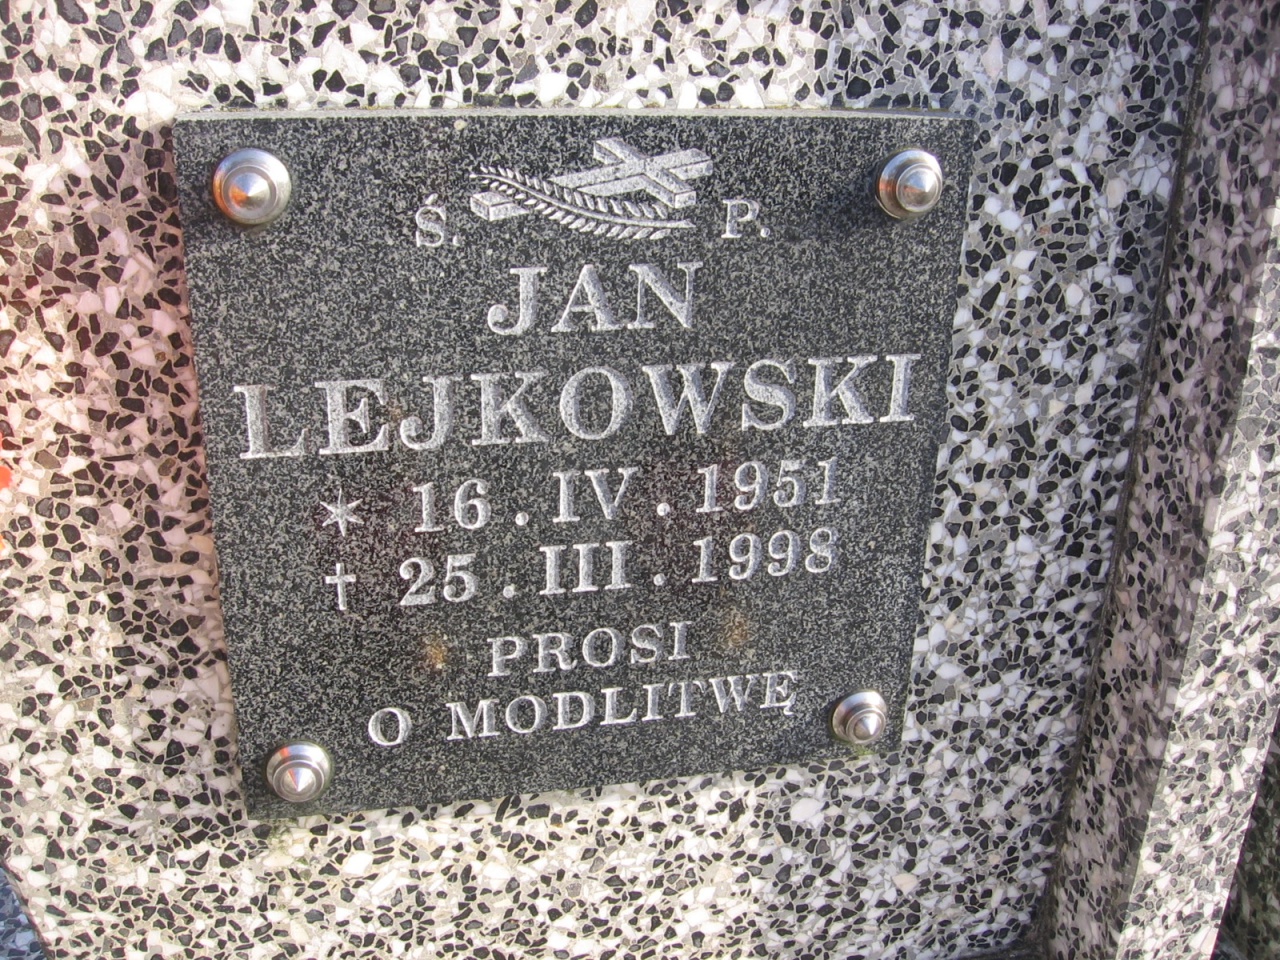 Ś. P.
JAN
LEJKOWSKI
* 16. IV. 1951
† 25. III. 1998
PROSI
O MODLITWĘ